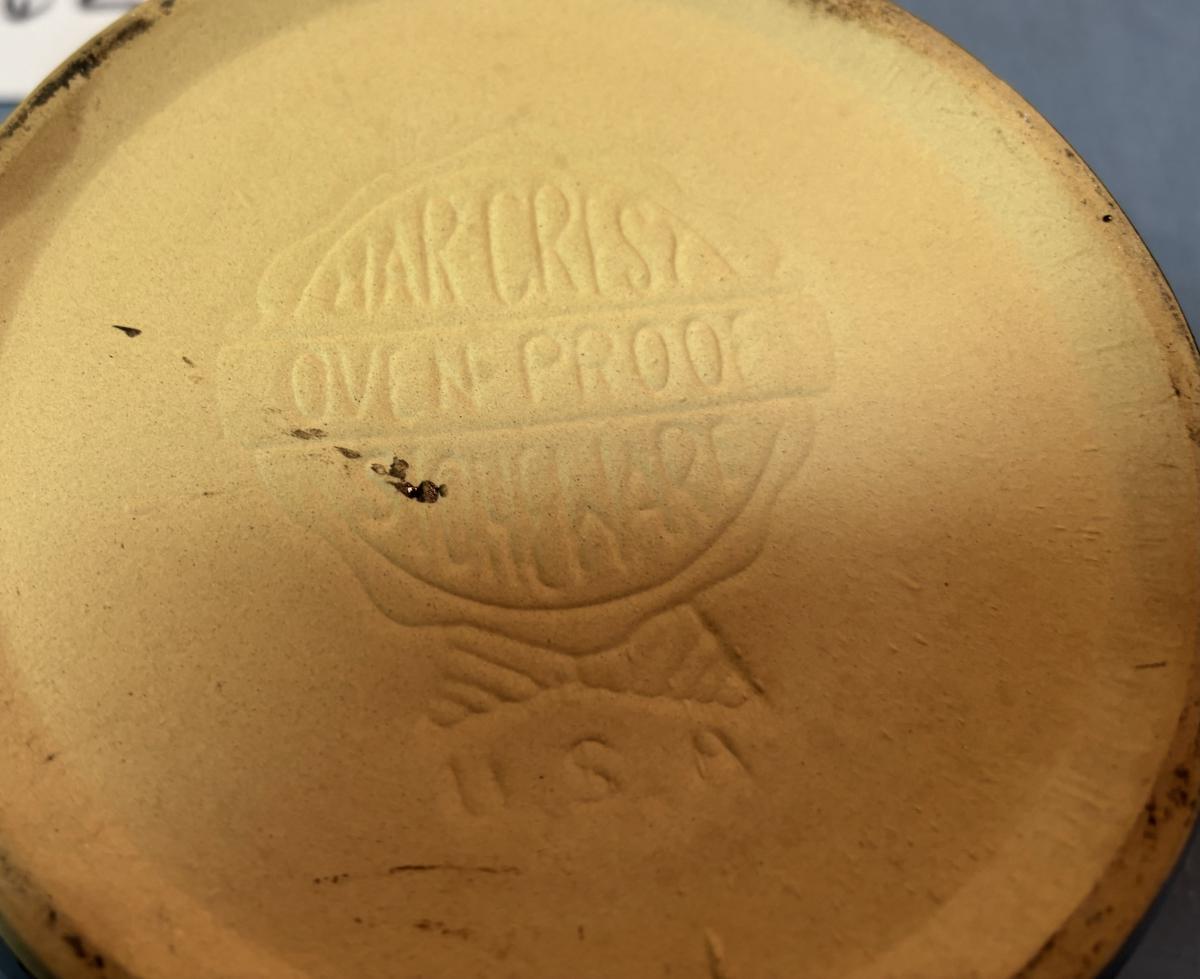 MAR-CREST
OVEN PROOF
STONEWARE
U S A